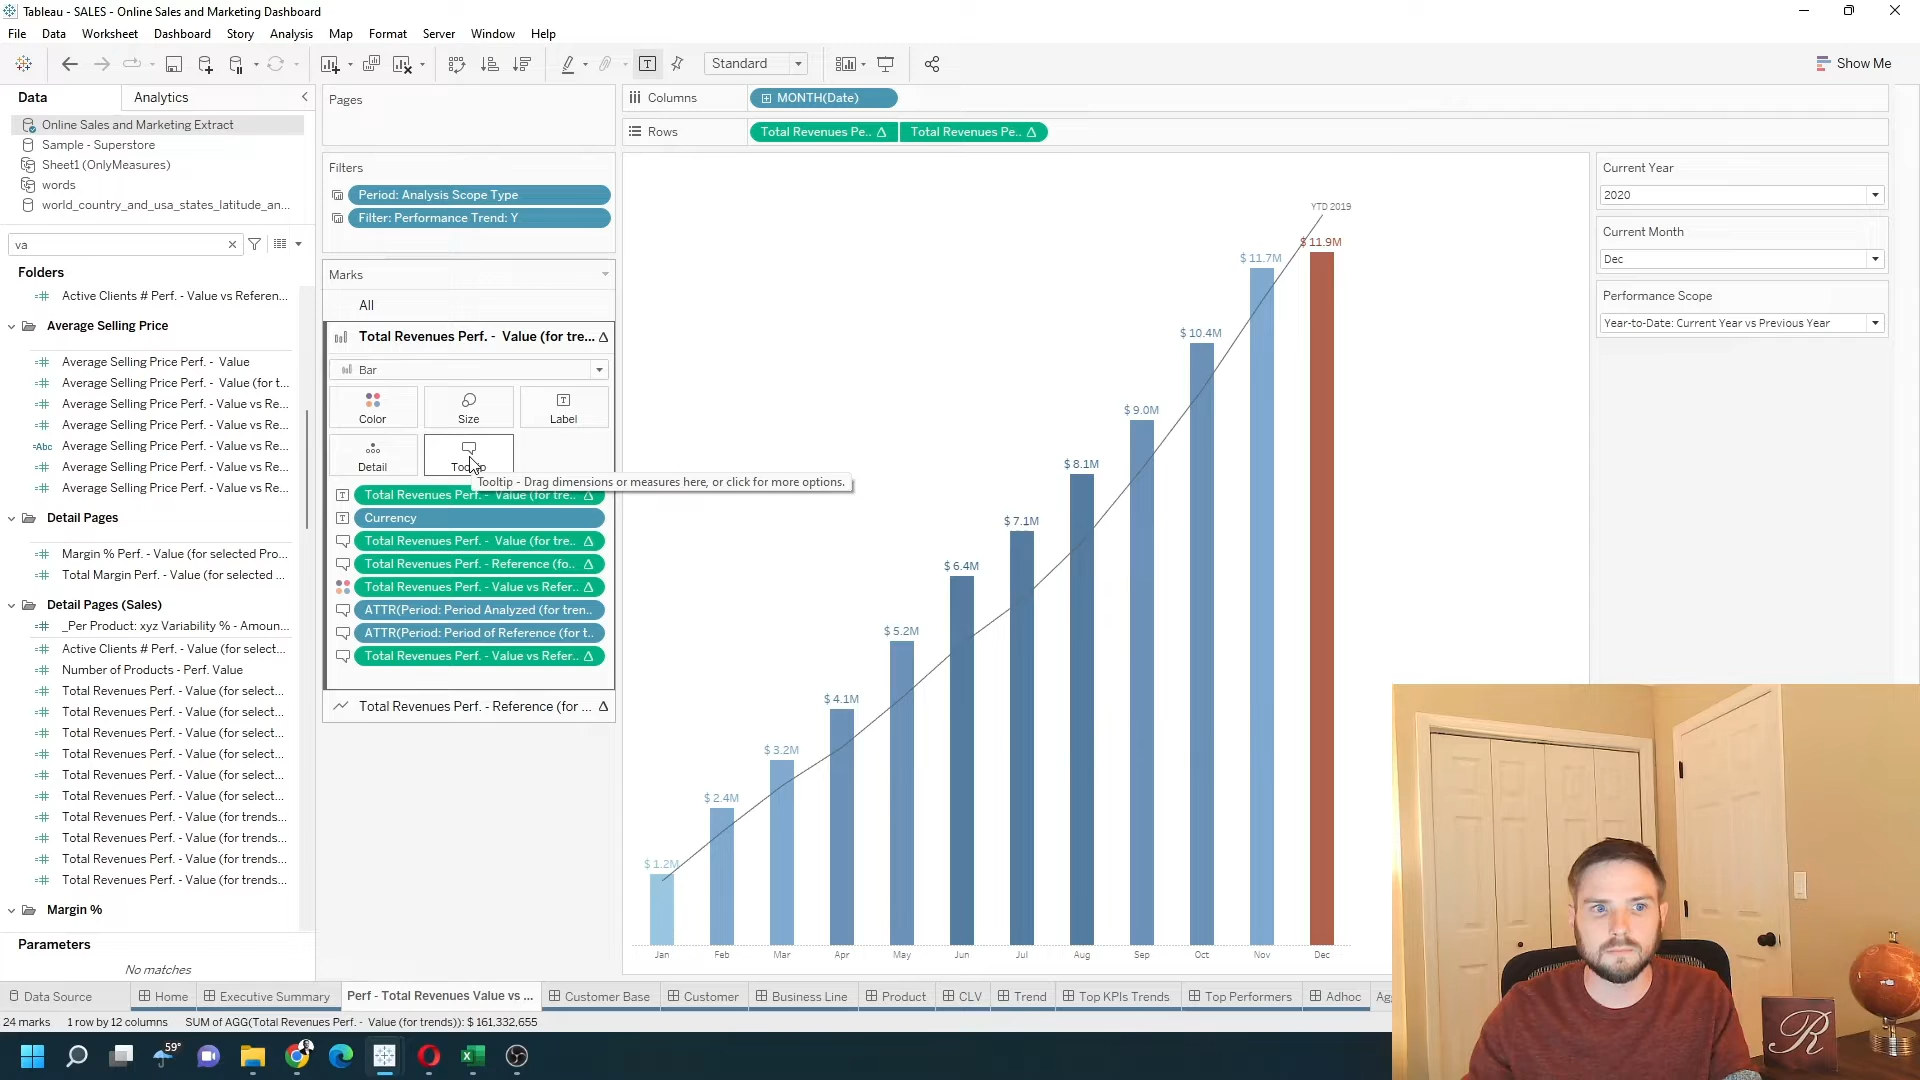 Tableau - SALES - Online Sales and Marketing Dashboard
File Data Worksheet Dashboard Story Analysis Map Format Server Window Help
Standard
Show Me
Data Analytics
Online Sales and Marketing Extract
Sample - Superstore
Sheet1 (OnlyMeasures)
words
world_country_and_usa_states_latitude_an...
va
Folders
Active Clients # Perf. - Value vs Referen...
Average Selling Price
Average Selling Price Perf. - Value
Average Selling Price Perf. - Value (for t...
Average Selling Price Perf. - Value vs Re...
Average Selling Price Perf. - Value vs Re...
Abc Average Selling Price Perf. - Value vs Re...
Average Selling Price Perf. - Value vs Re...
Average Selling Price Perf. - Value vs Re...
Detail Pages
Margin % Perf. - Value (for selected Pro...
Total Margin Perf. - Value (for selected ...
Detail Pages (Sales)
_Per Product: xyz Variability % - Amoun...
Active Clients # Perf. - Value (for select...
Number of Products - Perf. Value
Total Revenues Perf. - Value (for select...
Total Revenues Perf. - Value (for select...
Total Revenues Perf. - Value (for select...
Total Revenues Perf. - Value (for select...
Total Revenues Perf. - Value (for select...
Total Revenues Perf. - Value (for select...
Total Revenues Perf. - Value (for trends...
Total Revenues Perf. - Value (for trends...
Total Revenues Perf. - Value (for trends...
Total Revenues Perf. - Value (for trends...
Margin %
Parameters
No matches
Pages
Filters
Period: Analysis Scope Type
Filter: Performance Trend: Y
Marks
All
Total Revenues Perf. - Value (for tre...
Bar
Color Size Label
Detail
Tooltip - Drag dimensions or measures here, or click for more options.
Total Revenues Perf. - Value (for tre..
Currency
Total Revenues Perf. - Value (for tre..
Total Revenues Perf. - Reference (fo..
Total Revenues Perf. - Value vs Refer..
ATTR(Period: Period Analyzed (for tren..
ATTR(Period: Period of Reference (for t..
Total Revenues Perf. - Value vs Refer..
Total Revenues Perf. - Reference (for ...
Columns MONTH(Date)
Rows Total Revenues Pe.. Total Revenues Pe..
YTD 2019
$ 1.2M
$ 2.4M
$ 3.2M
$ 4.1M
$ 5.2M
$ 6.4M
$ 7.1M
$ 8.1M
$ 9.0M
$ 10.4M
$ 11.7M
$ 11.9M
Jan Feb Mar Apr May Jun Jul Aug Sep Oct Nov Dec
Current Year
2020
Current Month
Dec
Performance Scope
Year-to-Date: Current Year vs Previous Year
Data Source Home Executive Summary Perf - Total Revenues Value vs ... Customer Base Customer Business Line Product CLV Trend Top KPIs Trends Top Performers Adhoc
24 marks 1 row by 12 columns SUM of AGG(Total Revenues Perf. - Value (for trends)): $ 161,332,655
59°
R